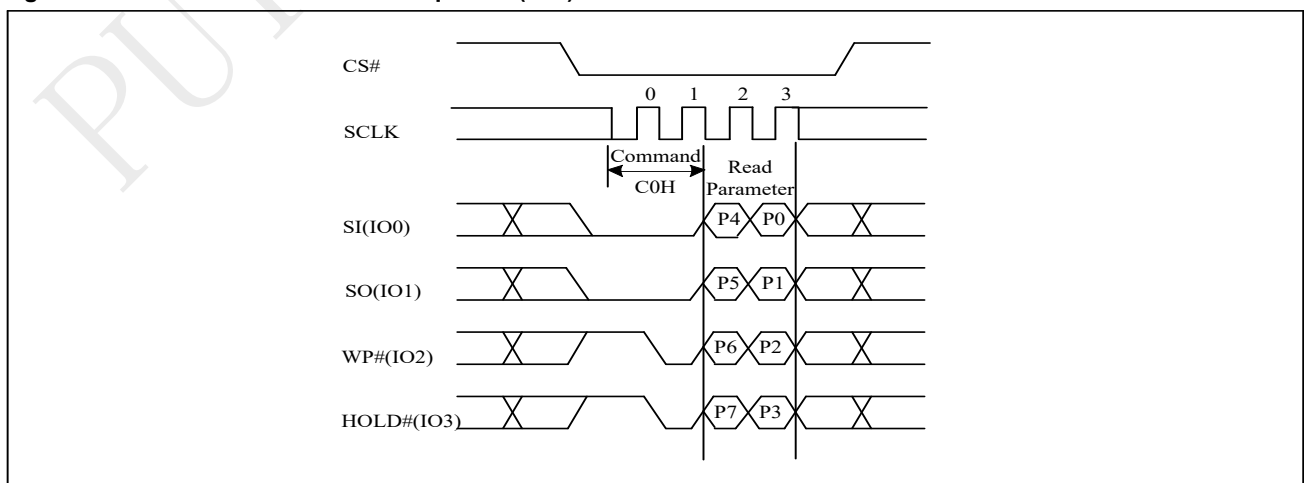 CS#
0 1 2 3
SCLK
Command
C0H
Read
Parameter
SI(IO0) P4 P0
SO(IO1) P5 P1
WP#(IO2) P6 P2
HOLD#(IO3) P7 P3